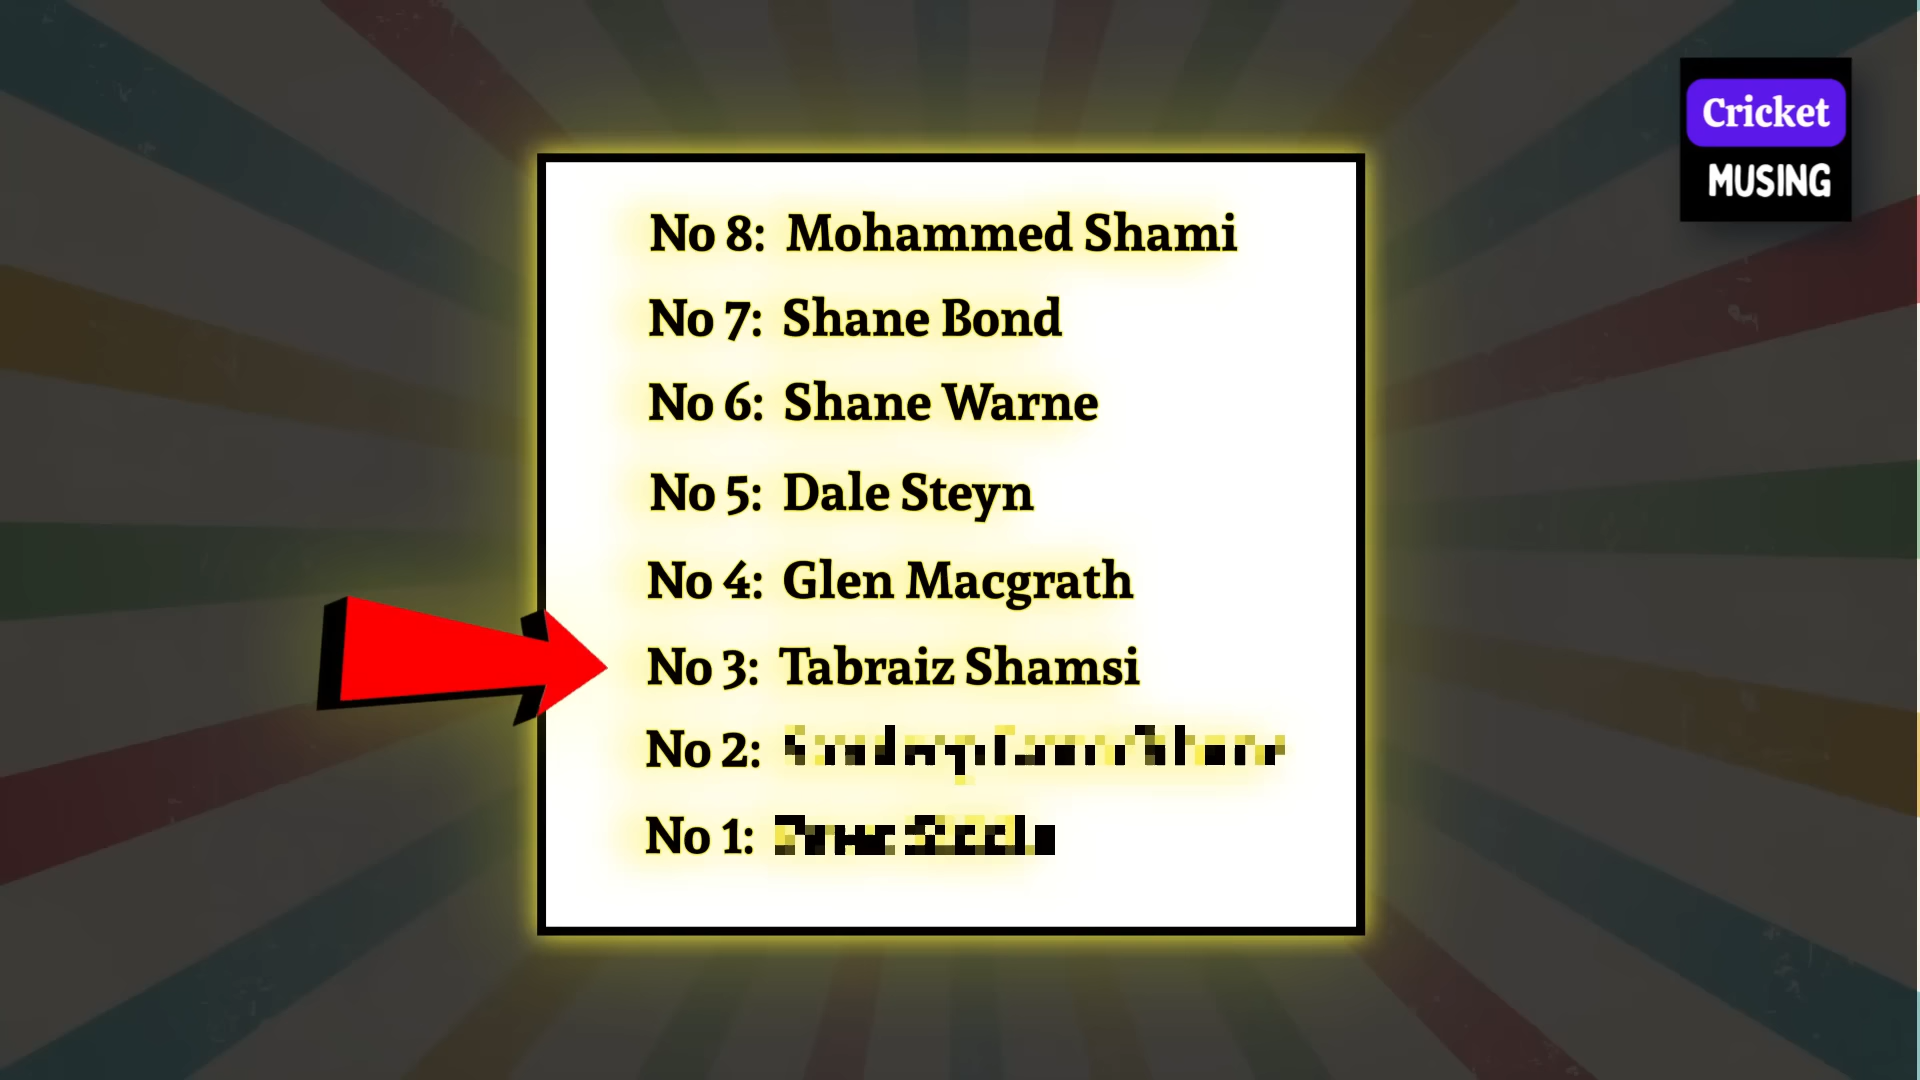 Cricket
MUSING
No 8: Mohammed Shami
No 7: Shane Bond
No 6: Shane Warne
No 5: Dale Steyn
No 4: Glen Macgrath
No 3: Tabraiz Shamsi
No 2:
No 1: